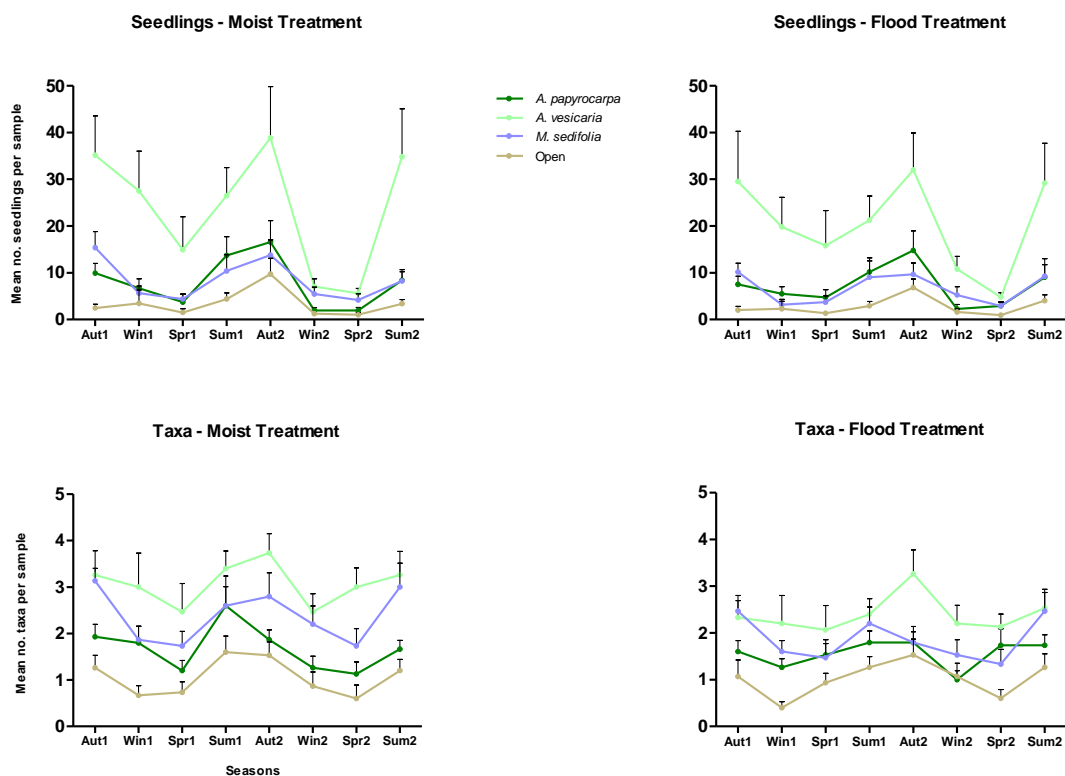 Seedlings - Moist Treatment
Mean no. seedlings per sample
50
40
30
20
10
0
Aut1 Win1 Spr1 Sum1 Aut2 Win2 Spr2 Sum2
A. papyrocarpa
A. vesicaria
M. sedifolia
Open
Seedlings - Flood Treatment
50
40
30
20
10
0
Aut1 Win1 Spr1 Sum1 Aut2 Win2 Spr2 Sum2
Taxa - Moist Treatment
Mean no. taxa per sample
5
4
3
2
1
0
Aut1 Win1 Spr1 Sum1 Aut2 Win2 Spr2 Sum2
Seasons
Taxa - Flood Treatment
5
4
3
2
1
0
Aut1 Win1 Spr1 Sum1 Aut2 Win2 Spr2 Sum2